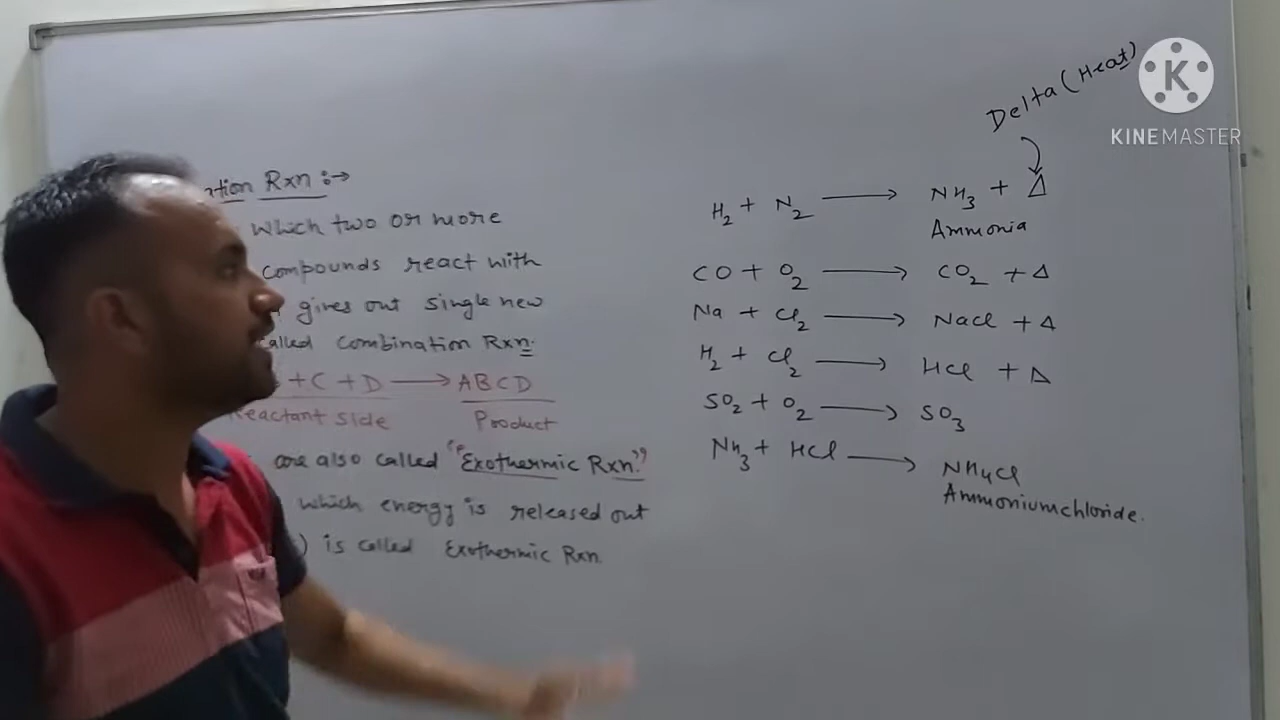 Rxn :→
which two or more
compounds react with
gives out single new
called Combination Rxn.
+C + D ⟶ ABCD
Reactant side Product
are also called "Exothermic Rxn."
which energy is released out
) is called Exothermic Rxn.
Delta (Heat)
H₂ + N₂ ⟶ NH₃ + Δ
Ammonia
CO + O₂ ⟶ CO₂ + Δ
Na + Cl₂ ⟶ NaCl + Δ
H₂ + Cl₂ ⟶ HCl + Δ
SO₂ + O₂ ⟶ SO₃
NH₃ + HCl ⟶ NH₄Cl
Ammoniumchloride.
K
KINEMASTER